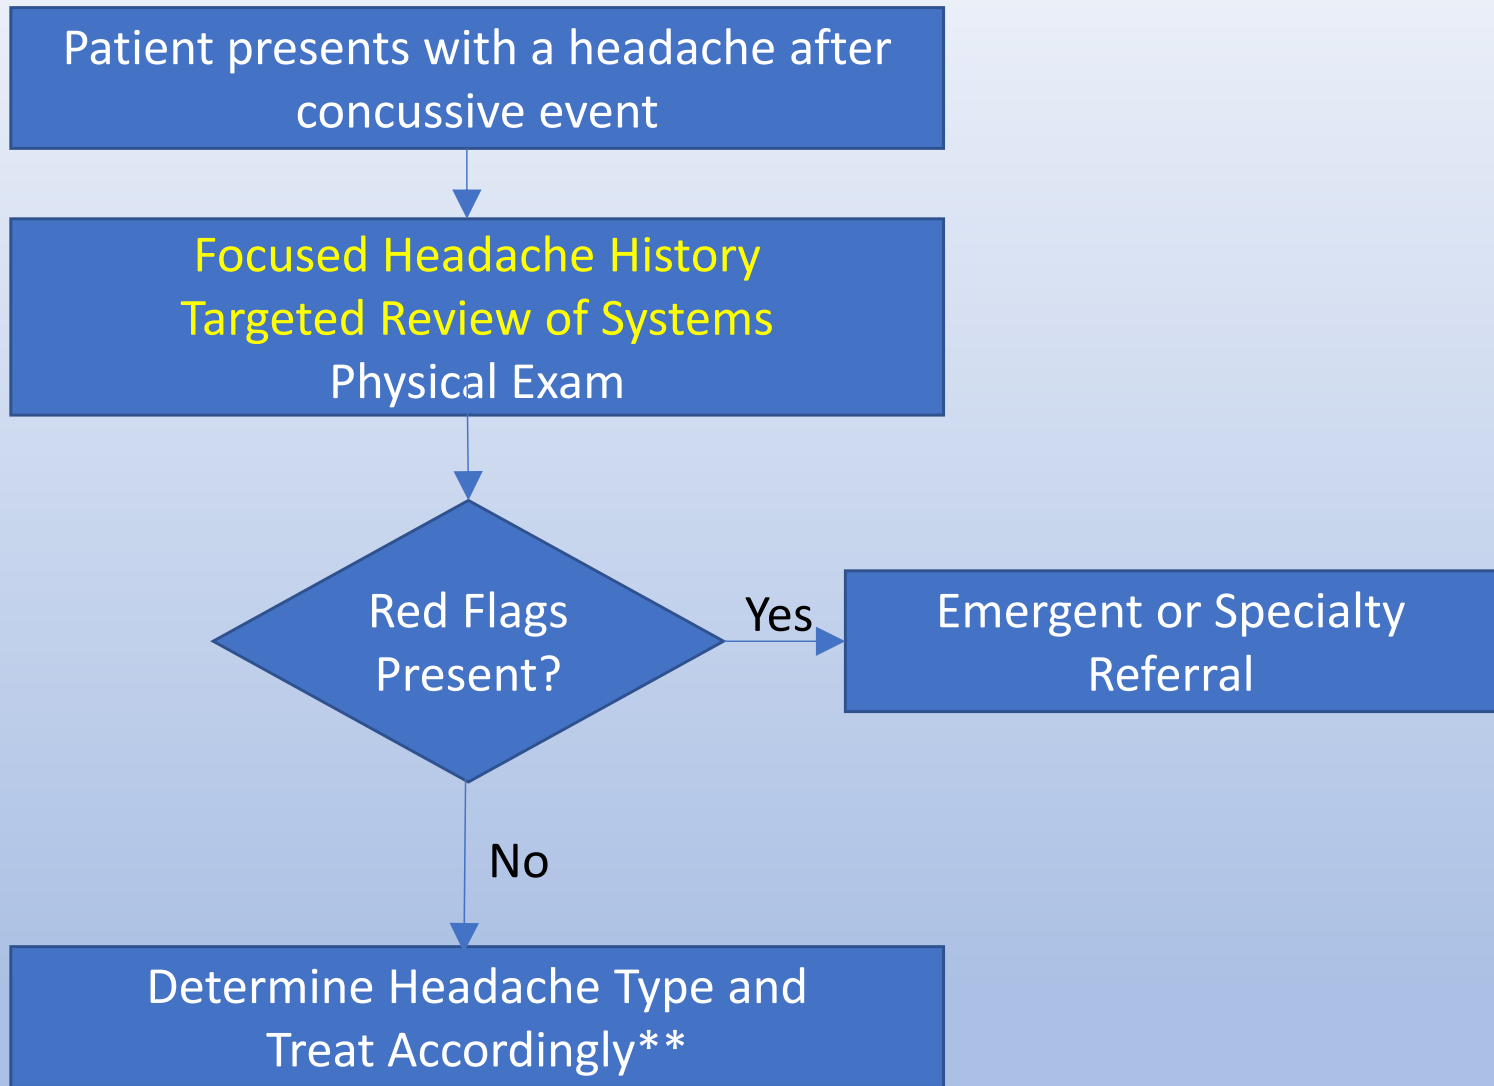 Patient presents with a headache after
concussive event
Focused Headache History
Targeted Review of Systems
Physical Exam
Red Flags
Present?
Yes
Emergent or Specialty
Referral
No
Determine Headache Type and
Treat Accordingly**